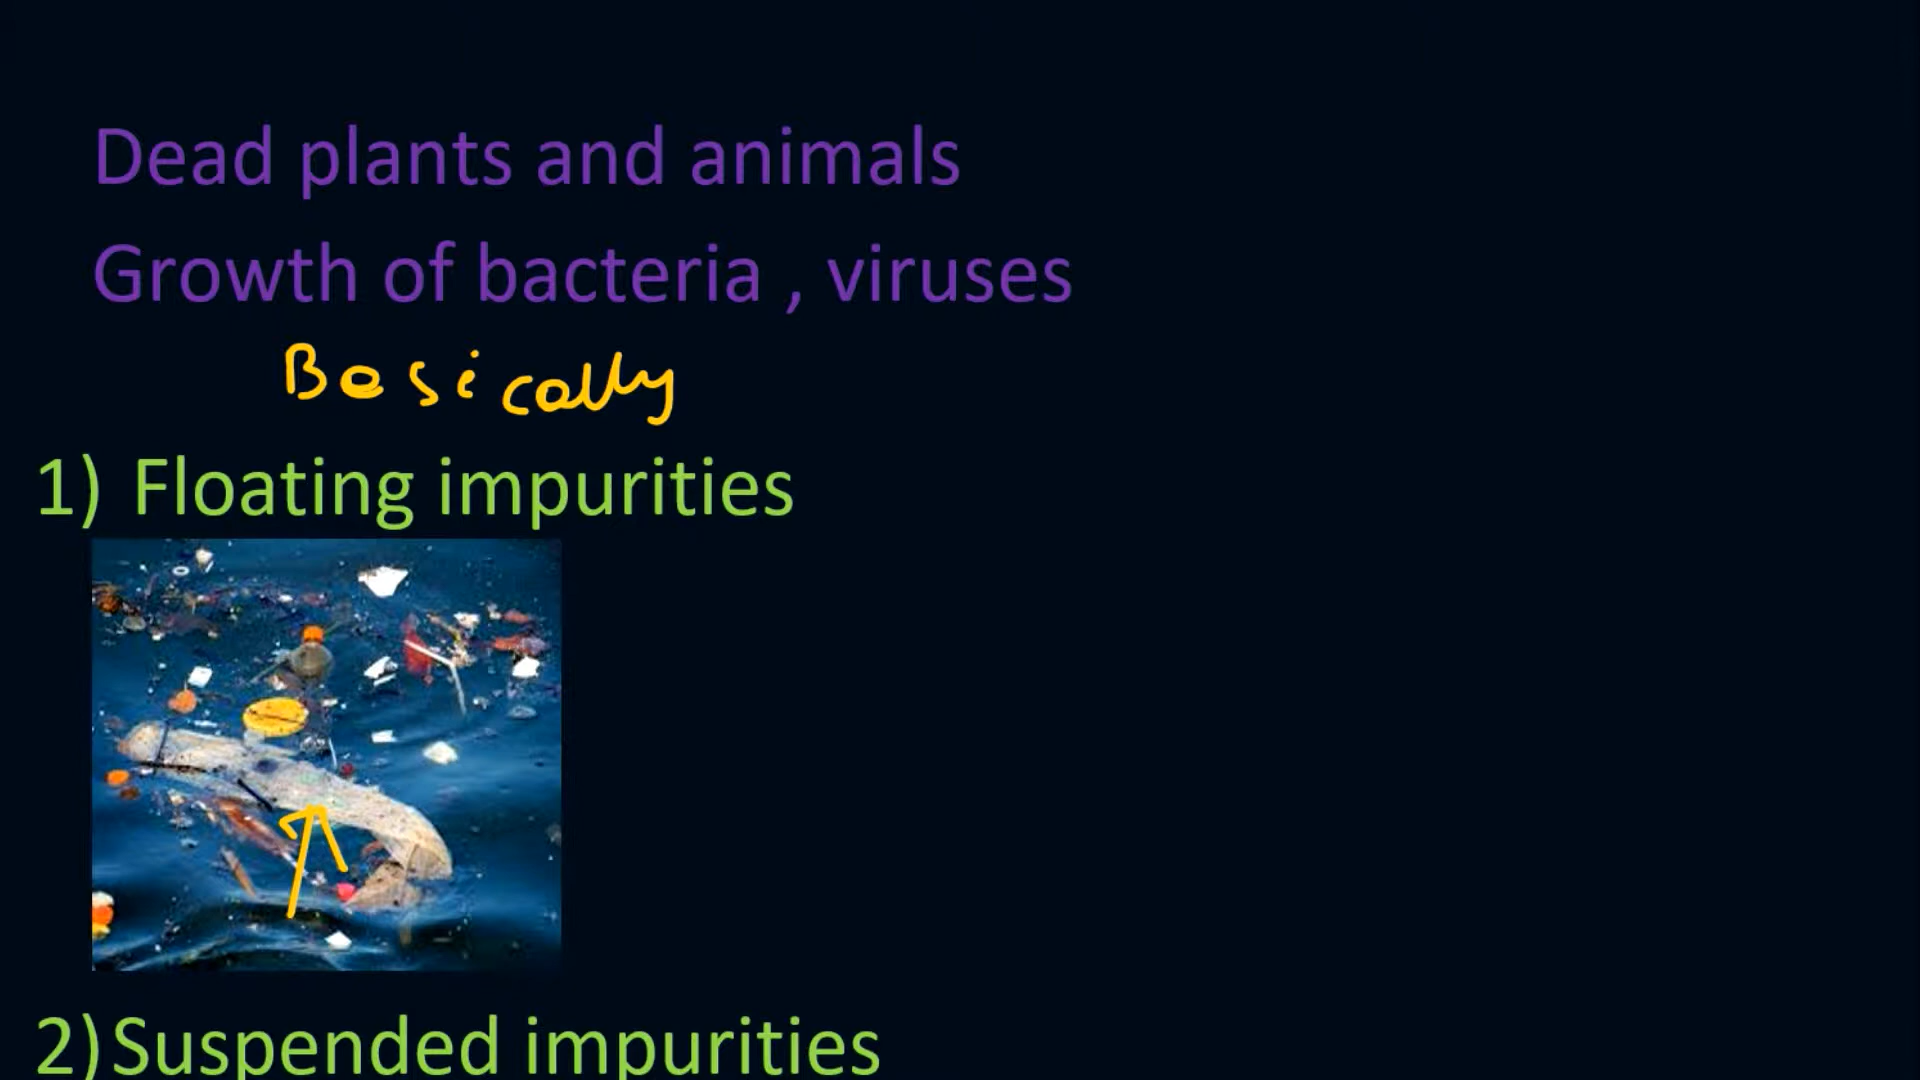 Dead plants and animals
Growth of bacteria , viruses
Basically
1) Floating impurities
2) Suspended impurities